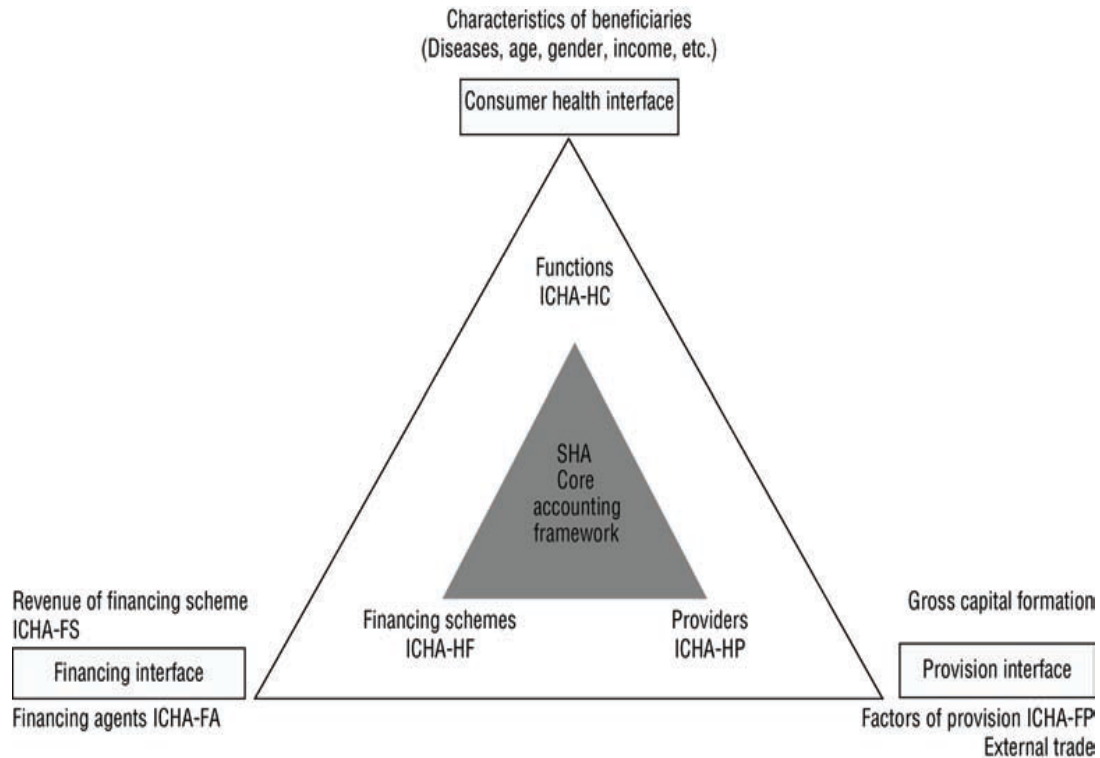 Characteristics of beneficiaries
(Diseases, age, gender, income, etc.)
Consumer health interface
Functions
ICHA-HC
SHA
Core
accounting
framework
Financing schemes
ICHA-HF
Providers
ICHA-HP
Revenue of financing scheme
ICHA-FS
Financing interface
Financing agents ICHA-FA
Gross capital formation
Provision interface
Factors of provision ICHA-FP
External trade